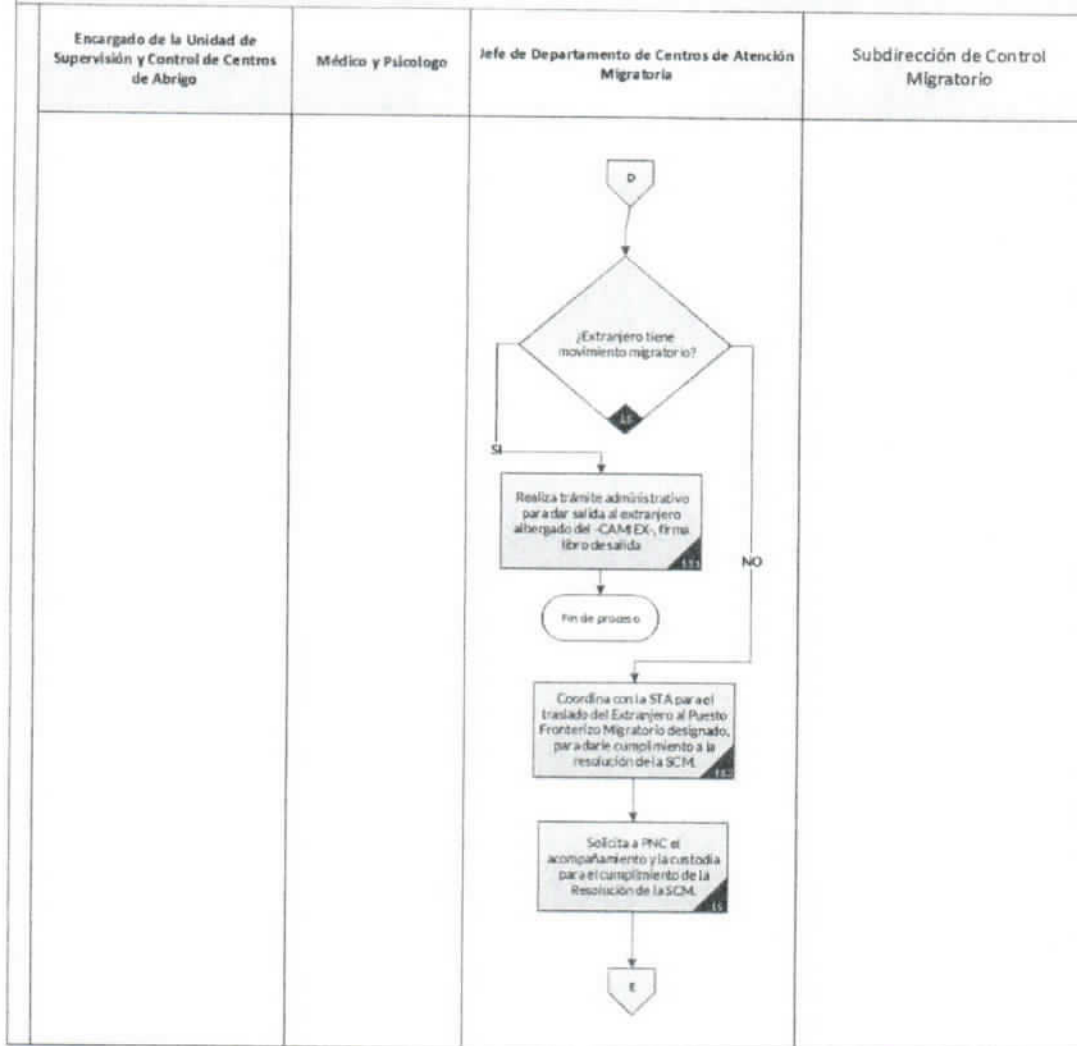 Encargado de la Unidad de
Supervisión y Control de Centros
de Abrigo
Médico y Psicologo
Jefe de Departamento de Centros de Atención
Migratoria
Subdirección de Control
Migratorio
D
¿Extranjero tiene
movimiento migratorio?
SI
Realiza trámite administrativo
para dar salida al extranjero
albergado del -CAMIEX-, firma
libro de salida
NO
Fin de proceso
Coordina con la STA para el
traslado del Extranjero al Puesto
Fronterizo Migratorio designado,
para darle cumplimiento a la
resolución de la SCM.
Solicita a PNC el
acompañamiento y la custodia
para el cumplimiento de la
Resolución de la SCM.
E